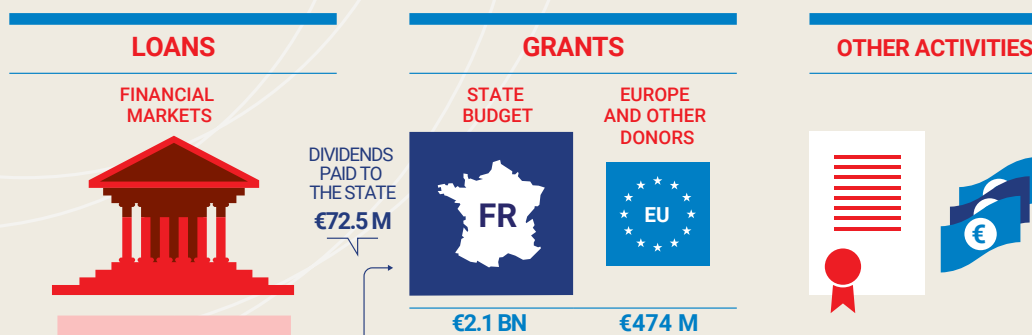 LOANS
FINANCIAL
MARKETS
DIVIDENDS
PAID TO
THE STATE
€72.5 M
GRANTS
STATE
BUDGET
FR
€2.1 BN
EUROPE
AND OTHER
DONORS
EU
€474 M
OTHER ACTIVITIES
€